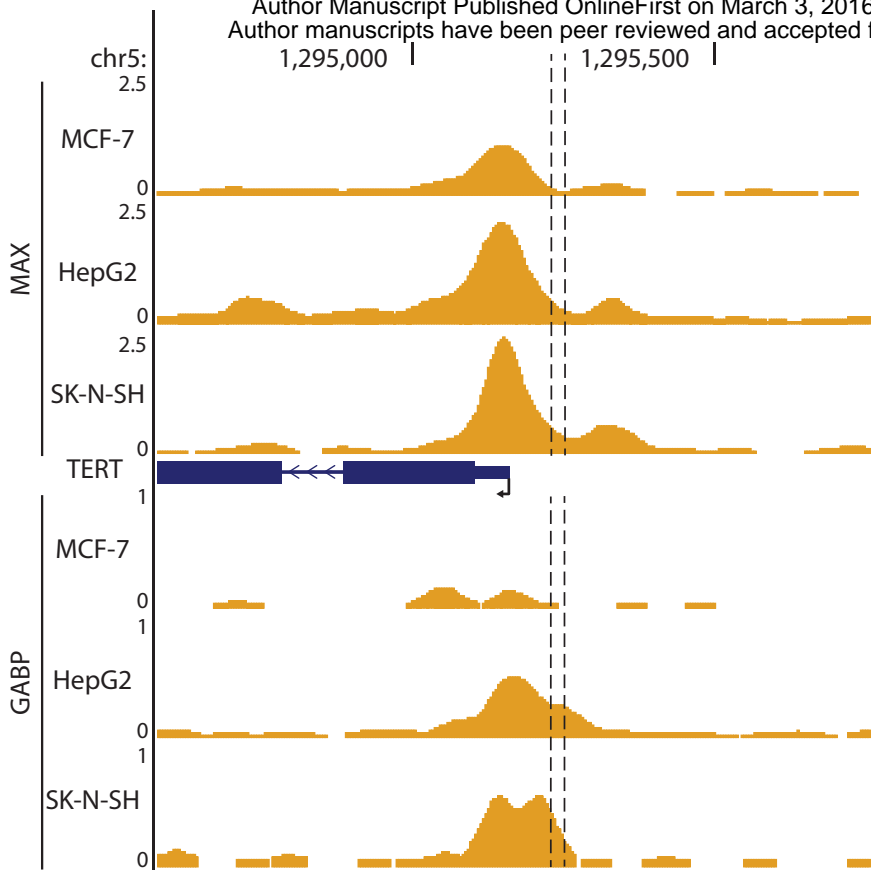 Author Manuscript Published OnlineFirst on March 3, 2016
Author manuscripts have been peer reviewed and accepted f
chr5: 1,295,000 1,295,500
2.5
MCF-7
0
2.5
MAX
HepG2
0
2.5
SK-N-SH
0
TERT
1
MCF-7
0
1
GABP
HepG2
0
1
SK-N-SH
0